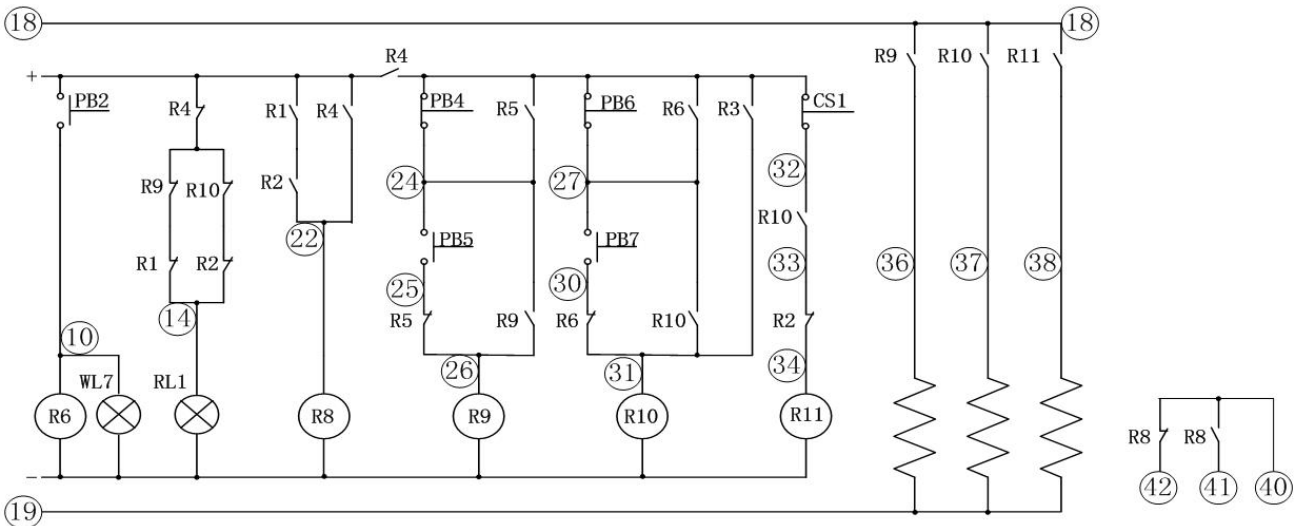 18 18
R9 R10 R11
R4
+
PB2 R4 R1 R4 PB4 R5 PB6 R6 R3 CS1
24 27 32
R9 R10 R2 R10
22 PB5 PB7
R1 R2 25 30 33 36 37 38
14 R5 R9 R6 R10 R2
10 26 31 34
WL7 RL1
R6 R8 R9 R10 R11
R8 R8
− 42 41 40
19